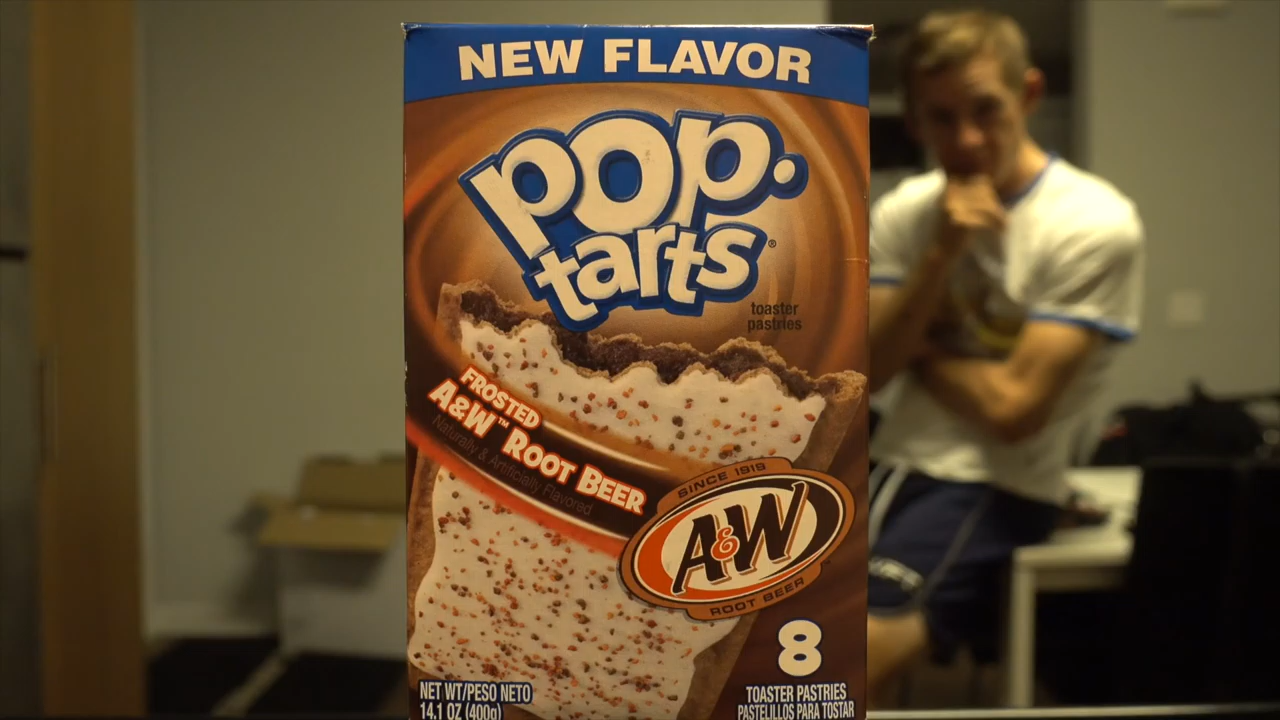 NEW FLAVOR
POP.
tarts®
toaster
pastries
FROSTED
A&W™ ROOT BEER
Naturally & Artificially Flavored
SINCE 1919
A&W
ROOT BEER
8
NET WT/PESO NETO
14.1 OZ (400g)
TOASTER PASTRIES
PASTELILLOS PARA TOSTAR